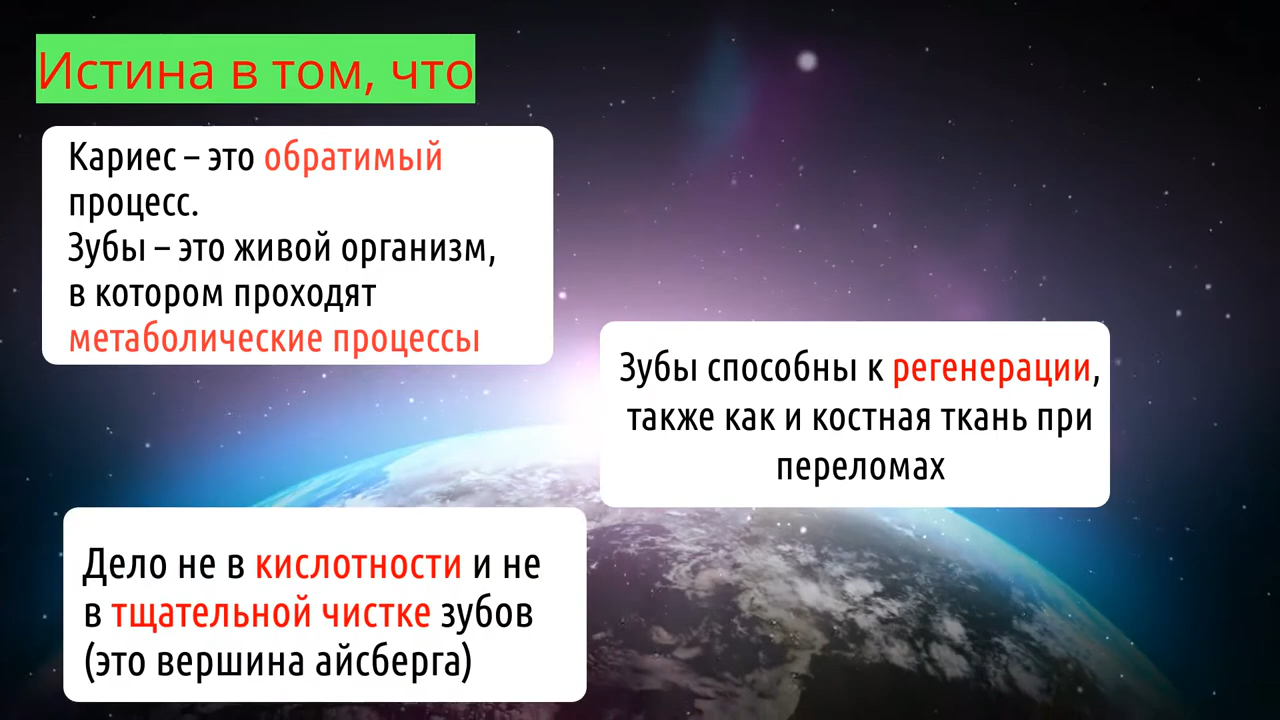 Истина в том, что
Кариес – это обратимый
процесс.
Зубы – это живой организм,
в котором проходят
метаболические процессы
Зубы способны к регенерации,
также как и костная ткань при
переломах
Дело не в кислотности и не
в тщательной чистке зубов
(это вершина айсберга)